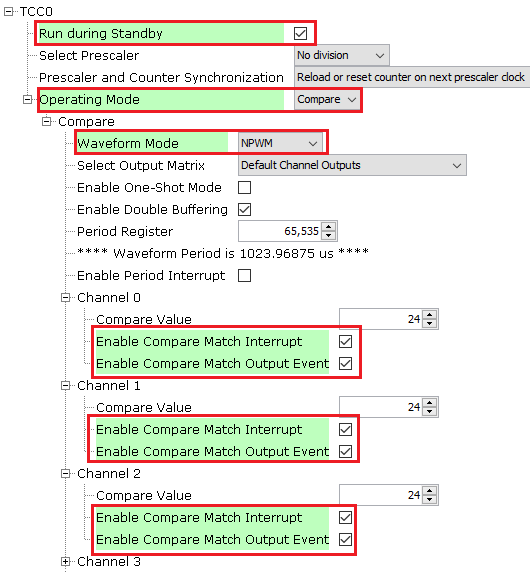 TCC0
Run during Standby
Select Prescaler No division
Prescaler and Counter Synchronization Reload or reset counter on next prescaler clock
Operating Mode Compare
Compare
Waveform Mode NPWM
Select Output Matrix Default Channel Outputs
Enable One-Shot Mode
Enable Double Buffering
Period Register 65,535
**** Waveform Period is 1023.96875 us ****
Enable Period Interrupt
Channel 0
Compare Value 24
Enable Compare Match Interrupt
Enable Compare Match Output Event
Channel 1
Compare Value 24
Enable Compare Match Interrupt
Enable Compare Match Output Event
Channel 2
Compare Value 24
Enable Compare Match Interrupt
Enable Compare Match Output Event
Channel 3